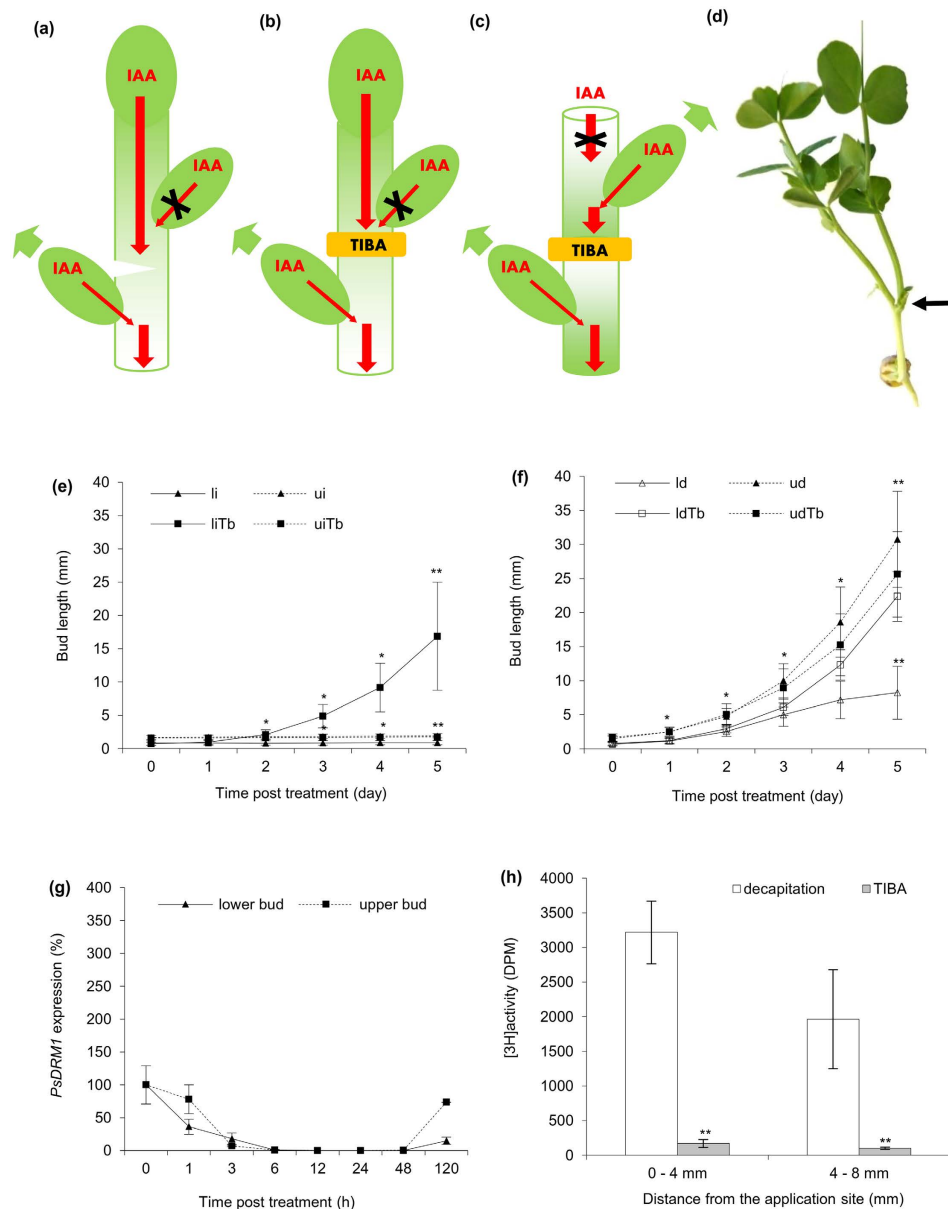 (a)
IAA
IAA
IAA
(b)
IAA
IAA
TIBA
IAA
(c)
IAA
IAA
TIBA
IAA
(d)
(e)
li
ui
liTb
uiTb
Bud length (mm)
40
35
30
25
20
15
10
5
0
**
*
*
*
*
*
**
0 1 2 3 4 5
Time post treatment (day)
(f)
ld
ud
ldTb
udTb
Bud length (mm)
40
35
30
25
20
15
10
5
0
*
*
*
*
**
**
0 1 2 3 4 5
Time post treatment (day)
(g)
lower bud
upper bud
PsDRM1 expression (%)
400
350
300
250
200
150
100
50
0
0 1 3 6 12 24 48 120
Time post treatment (h)
(h)
decapitation
TIBA
[3H]activity (DPM)
4000
3500
3000
2500
2000
1500
1000
500
0
**
**
0 - 4 mm
4 - 8 mm
Distance from the application site (mm)